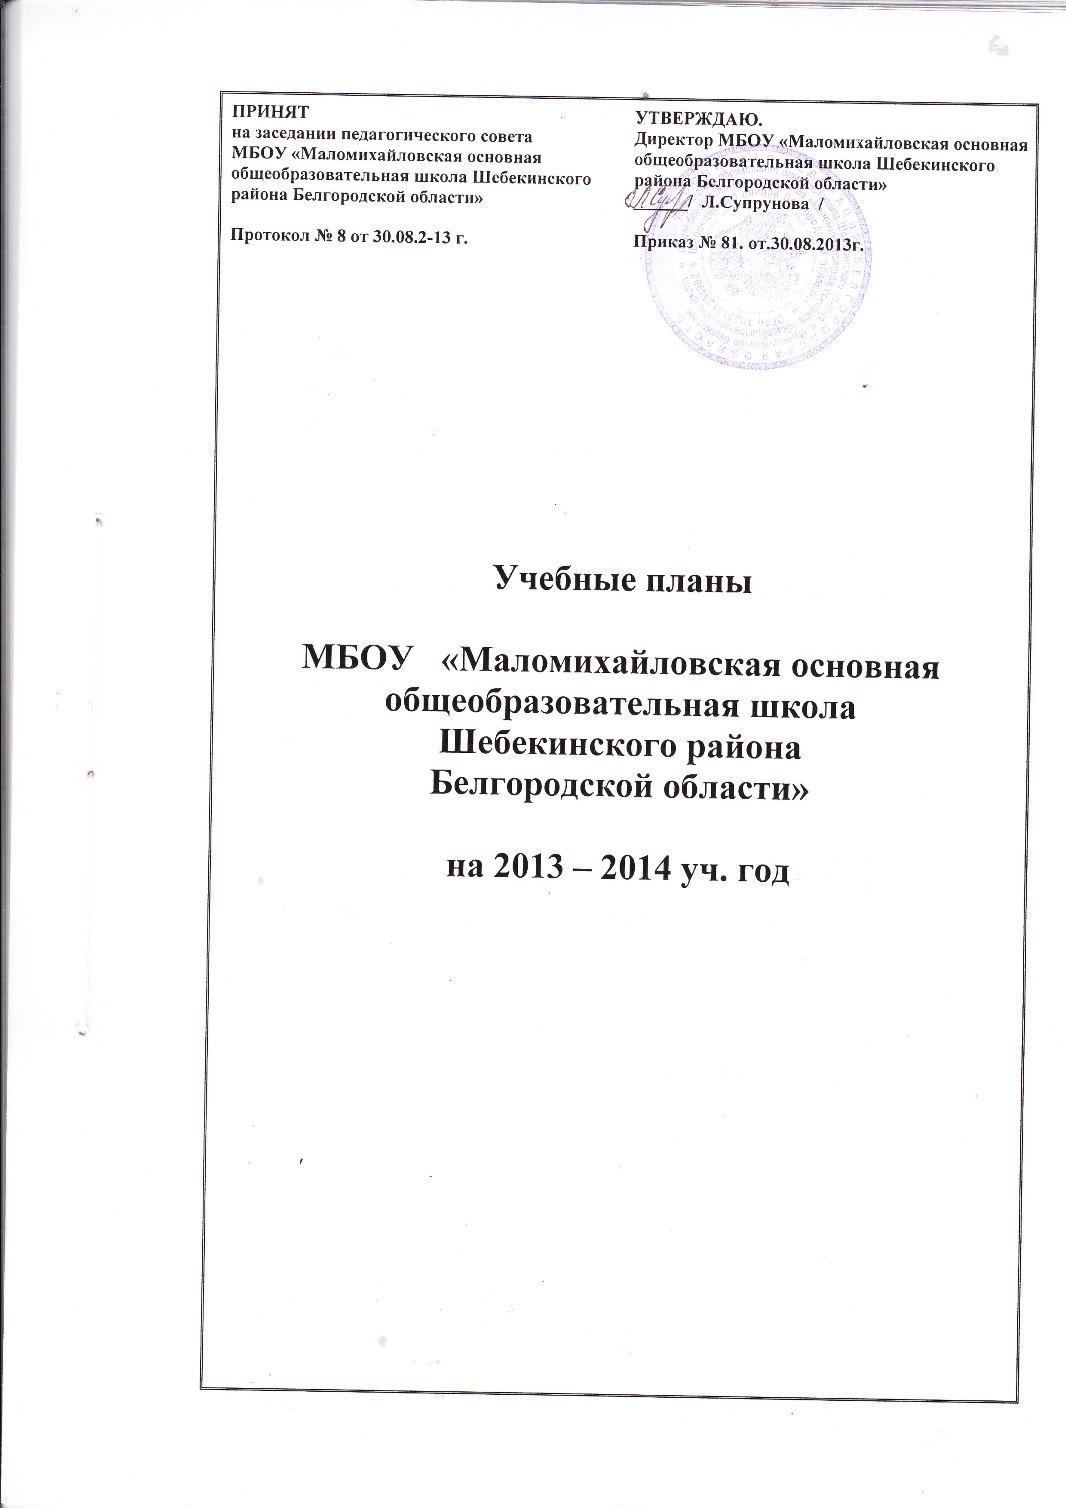 ПРИНЯТ
на заседании педагогического совета
МБОУ «Маломихайловская основная
общеобразовательная школа Шебекинского
района Белгородской области»
Протокол № 8 от 30.08.2-13 г.
УТВЕРЖДАЮ.
Директор МБОУ «Маломихайловская основная
общеобразовательная школа Шебекинского
района Белгородской области»
/ Л.Супрунова /
Приказ № 81. от.30.08.2013г.
Учебные планы
МБОУ «Маломихайловская основная
общеобразовательная школа
Шебекинского района
Белгородской области»
на 2013 – 2014 уч. год